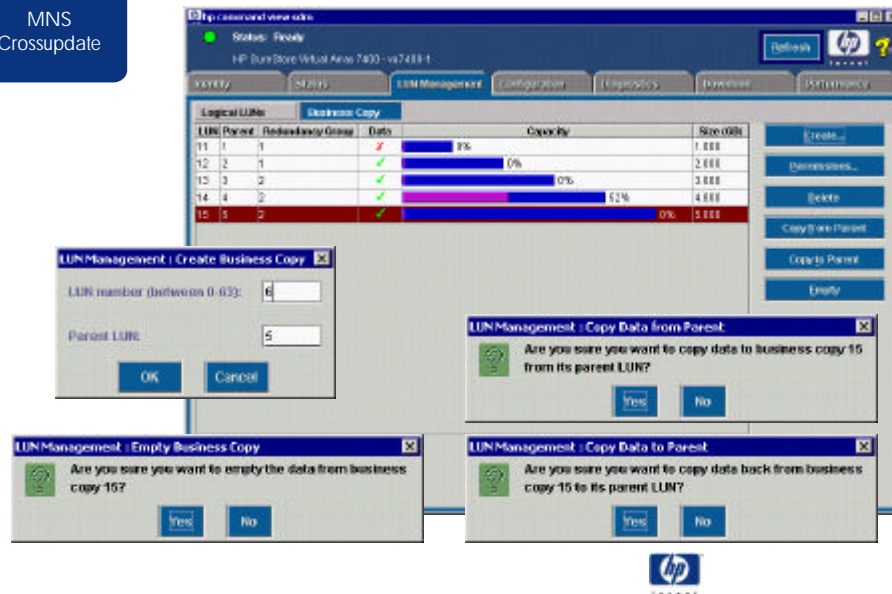 MNS
Crossupdate
hp command view sdm
Status: Ready
HP SureStore Virtual Array 7400 - va7400-1
Refresh
hp
invent
?
Identity Status LUN Management Configuration Diagnostics Download Performance
Logical LUNs Business Copy
LUN Parent Redundancy Group Data Capacity Size (GB)
11 1 1 ✗ 0% 1.000
12 2 1 ✓ 0% 2.000
13 3 2 ✓ 0% 3.000
14 4 2 ✓ 52% 4.000
15 5 2 ✓ 0% 5.000
Create...
Permissions...
Delete
Copy from Parent
Copy to Parent
Empty
LUN Management : Create Business Copy
LUN number (between 0-63): 6
Parent LUN: 5
OK Cancel
LUN Management : Copy Data from Parent
Are you sure you want to copy data to business copy 15
from its parent LUN?
Yes No
LUN Management : Empty Business Copy
Are you sure you want to empty the data from business
copy 15?
Yes No
LUN Management : Copy Data to Parent
Are you sure you want to copy data back from business
copy 15 to its parent LUN?
Yes No
hp